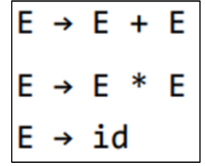 E → E + E
E → E * E
E → id